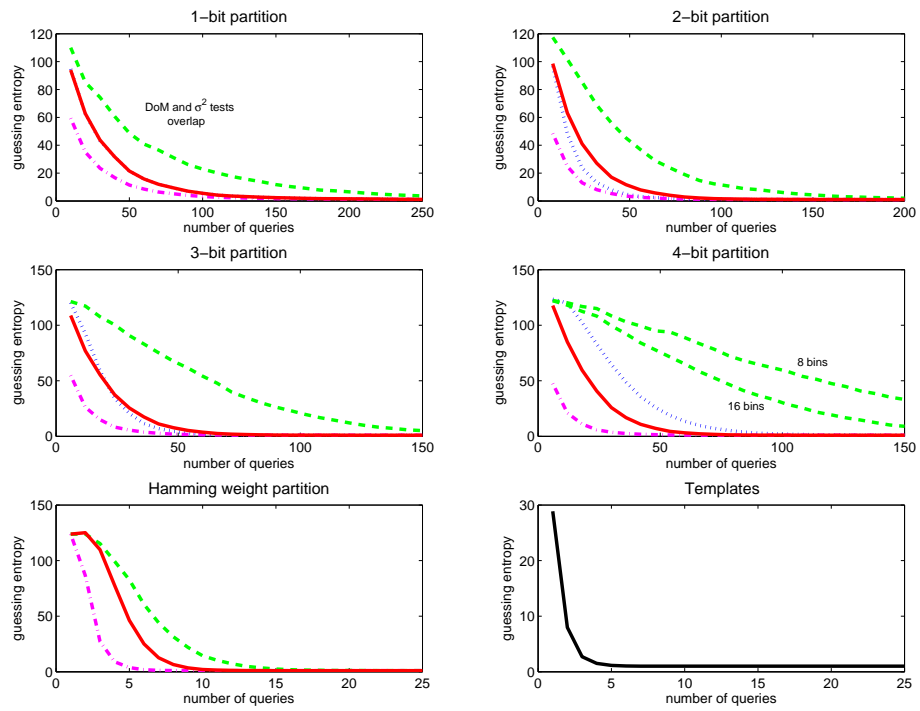 1−bit partition
120
100
80
60
40
20
0
guessing entropy
DoM and σ² tests
overlap
0 50 100 150 200 250
number of queries
2−bit partition
120
100
80
60
40
20
0
guessing entropy
0 50 100 150 200
number of queries
3−bit partition
150
100
50
0
guessing entropy
0 50 100 150
number of queries
4−bit partition
150
100
50
0
guessing entropy
8 bins
16 bins
0 50 100 150
number of queries
Hamming weight partition
150
100
50
0
guessing entropy
0 5 10 15 20 25
number of queries
Templates
30
20
10
0
guessing entropy
0 5 10 15 20 25
number of queries